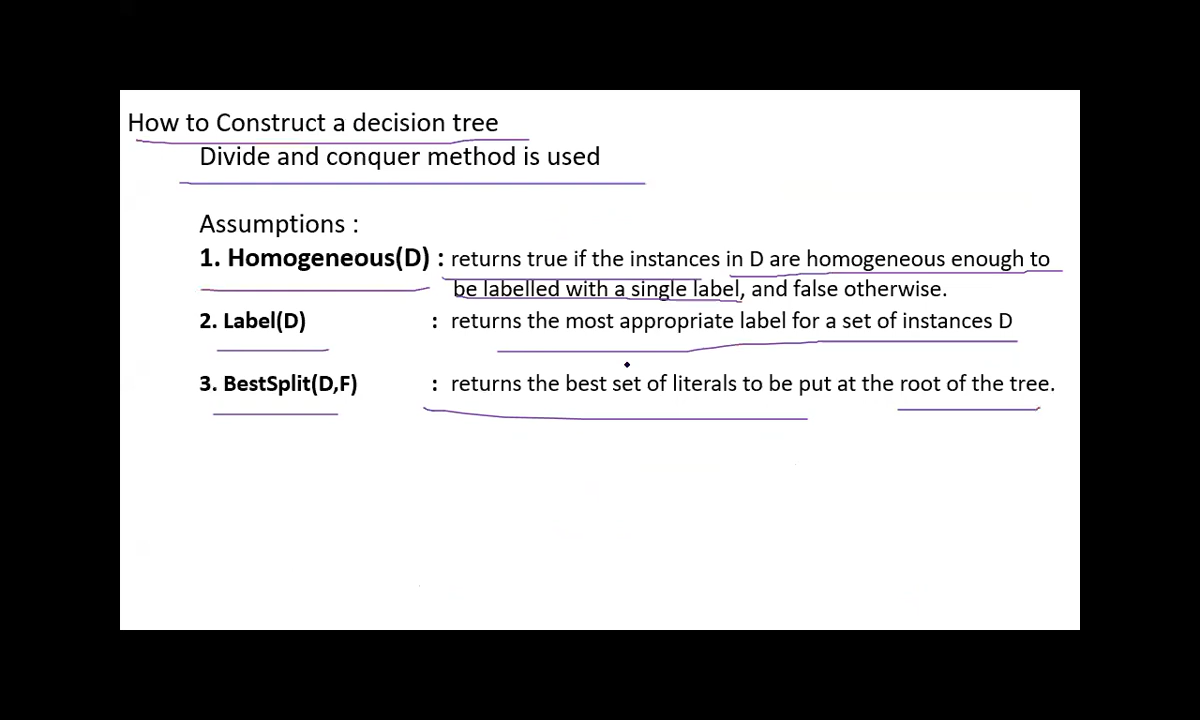 How to Construct a decision tree
Divide and conquer method is used
Assumptions :
1. Homogeneous(D) : returns true if the instances in D are homogeneous enough to
be labelled with a single label, and false otherwise.
2. Label(D) : returns the most appropriate label for a set of instances D
3. BestSplit(D,F) : returns the best set of literals to be put at the root of the tree.